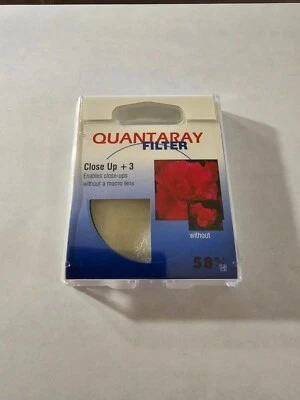 QUANTARAY
FILTER
Close Up + 3
Enables close-ups
without a macro lens
without
58